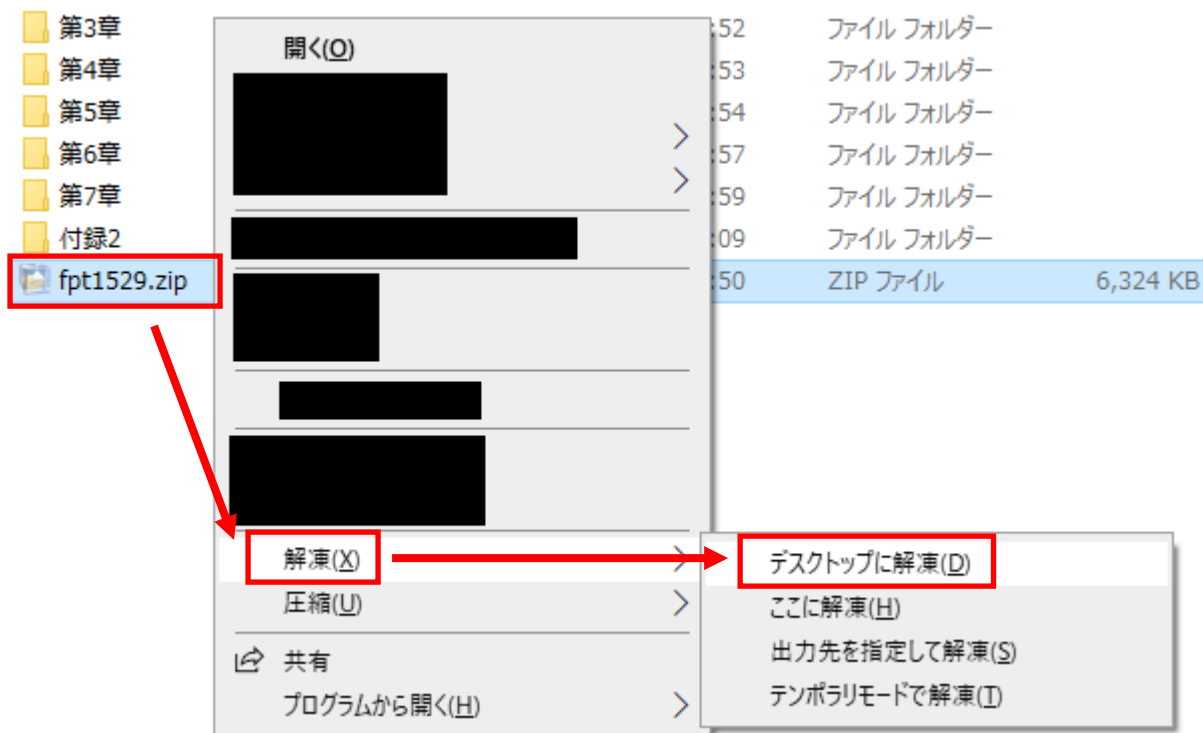 第3章 :52 ファイル フォルダー
開く(O)
第4章 :53 ファイル フォルダー
第5章 :54 ファイル フォルダー
第6章 :57 ファイル フォルダー
第7章 :59 ファイル フォルダー
付録2 :09 ファイル フォルダー
fpt1529.zip :50 ZIP ファイル 6,324 KB
解凍(X)
デスクトップに解凍(D)
圧縮(U)
ここに解凍(H)
共有
出力先を指定して解凍(S)
プログラムから開く(H)
テンポラリモードで解凍(T)